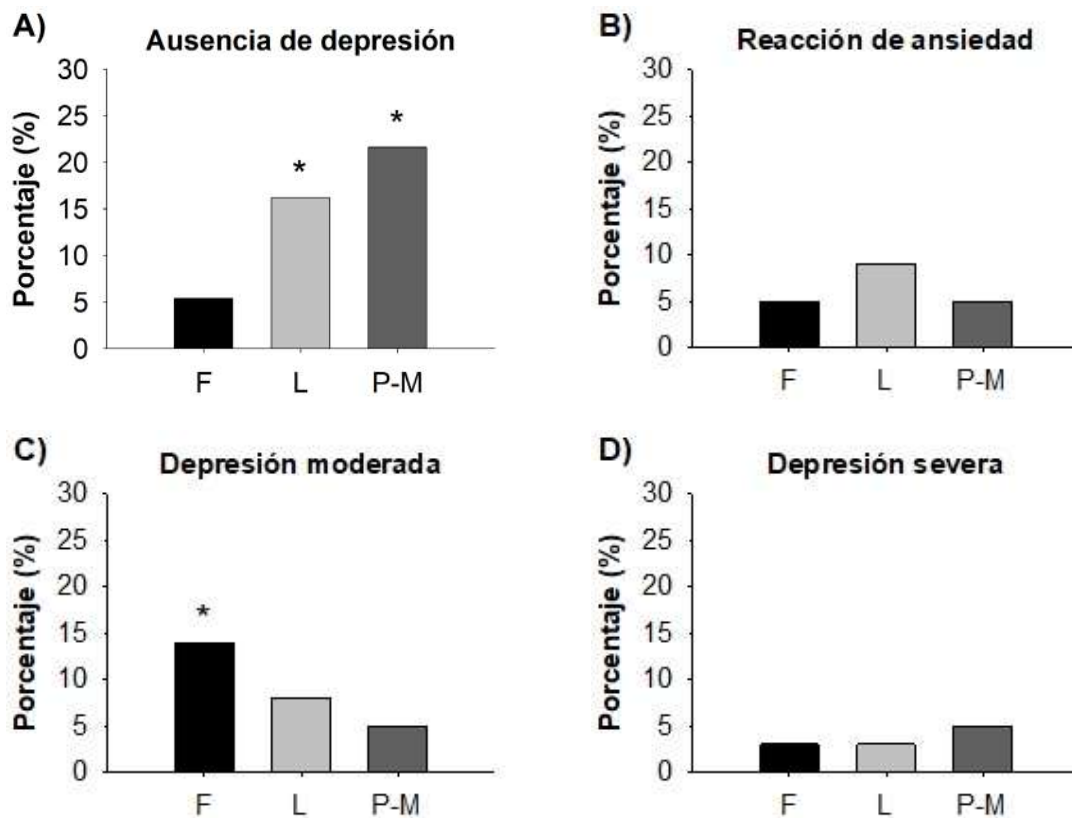 A)
Ausencia de depresión
Porcentaje (%)
30
25
20
15
10
5
0
*
*
F L P-M
B)
Reacción de ansiedad
Porcentaje (%)
30
25
20
15
10
5
0
F L P-M
C)
Depresión moderada
Porcentaje (%)
30
25
20
15
10
5
0
*
F L P-M
D)
Depresión severa
Porcentaje (%)
30
25
20
15
10
5
0
F L P-M